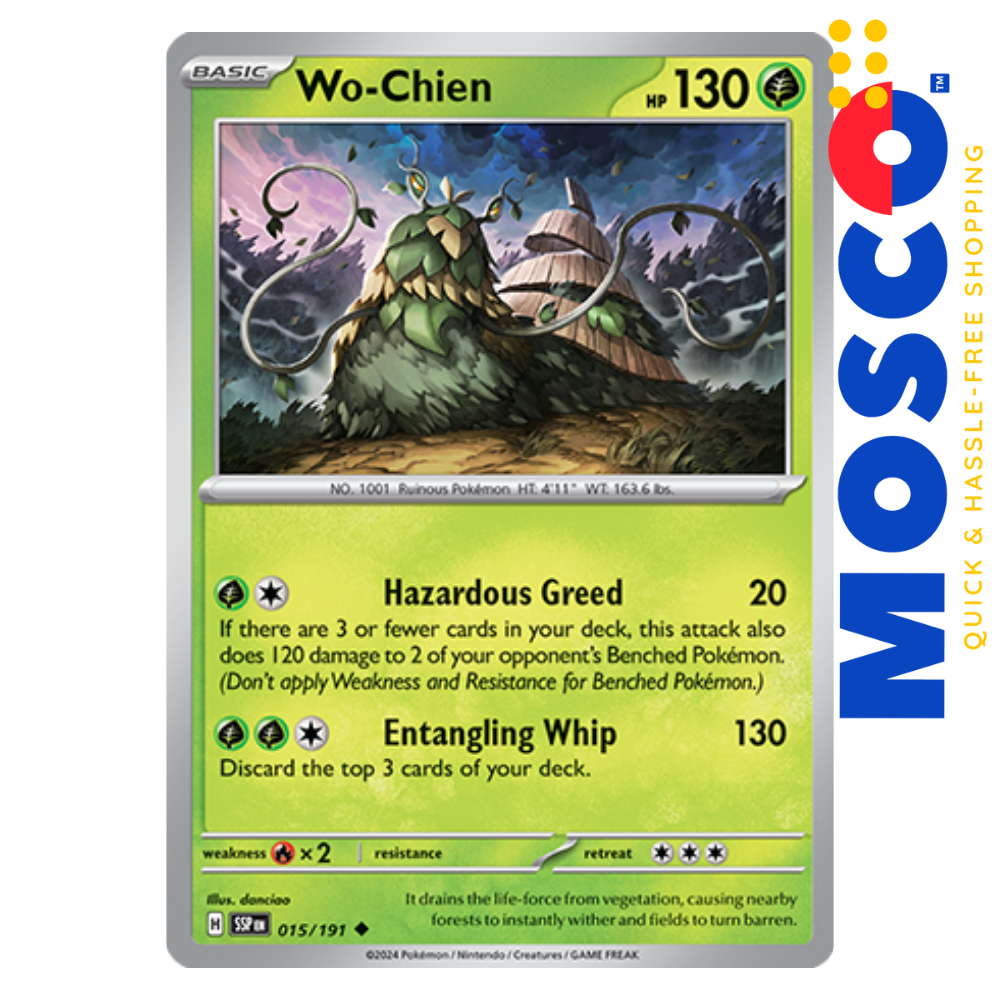 BASIC Wo-Chien HP 130
NO. 1001 Ruinous Pokémon HT: 4'11" WT: 163.6 lbs.
Hazardous Greed 20
If there are 3 or fewer cards in your deck, this attack also
does 120 damage to 2 of your opponent's Benched Pokémon.
(Don't apply Weakness and Resistance for Benched Pokémon.)
Entangling Whip 130
Discard the top 3 cards of your deck.
weakness ×2 resistance retreat
Illus. danciao
It drains the life-force from vegetation, causing nearby
forests to instantly wither and fields to turn barren.
H SSP EN 015/191
©2024 Pokémon / Nintendo / Creatures / GAME FREAK
MOSCO™
QUICK & HASSLE-FREE SHOPPING